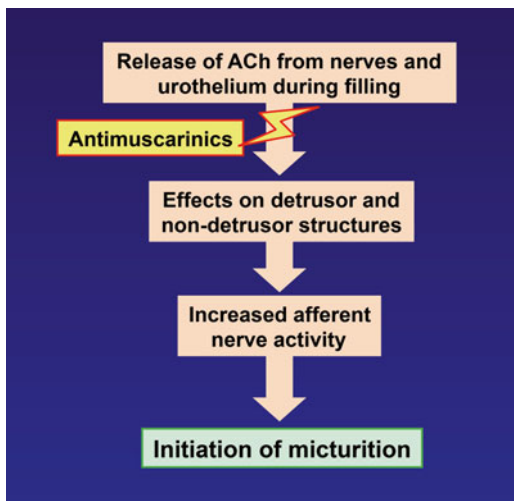 Release of ACh from nerves and
urothelium during filling
Antimuscarinics
Effects on detrusor and
non-detrusor structures
Increased afferent
nerve activity
Initiation of micturition